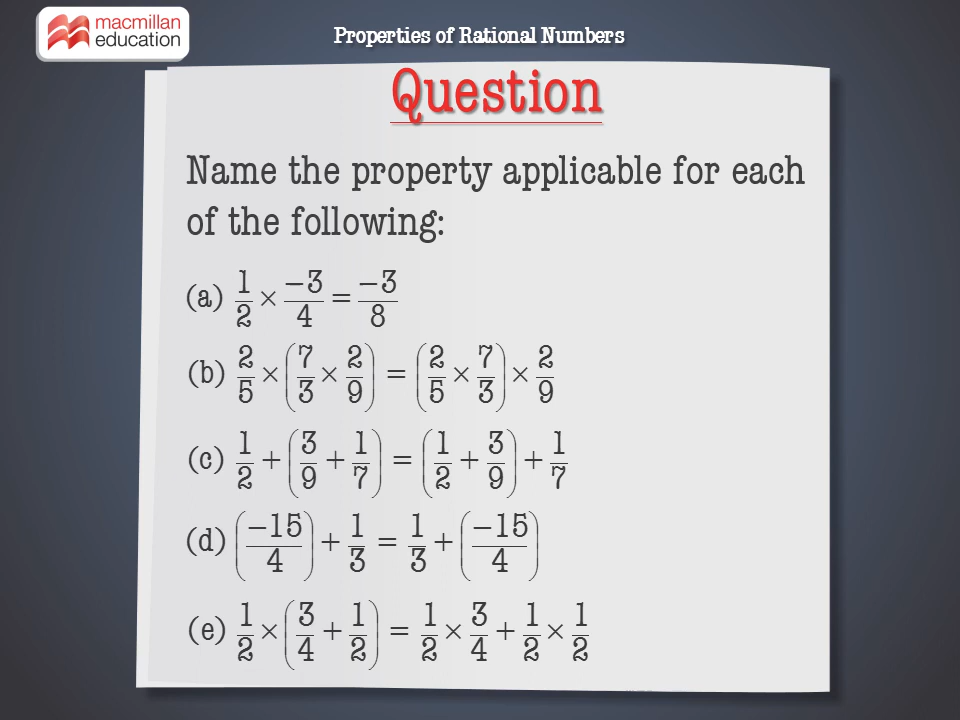 macmillan
education
Properties of Rational Numbers
Question
Name the property applicable for each
of the following:
(a) 1/2 × −3/4 = −3/8
(b) 2/5 × (7/3 × 2/9) = (2/5 × 7/3) × 2/9
(c) 1/2 + (3/9 + 1/7) = (1/2 + 3/9) + 1/7
(d) (−15/4) + 1/3 = 1/3 + (−15/4)
(e) 1/2 × (3/4 + 1/2) = 1/2 × 3/4 + 1/2 × 1/2